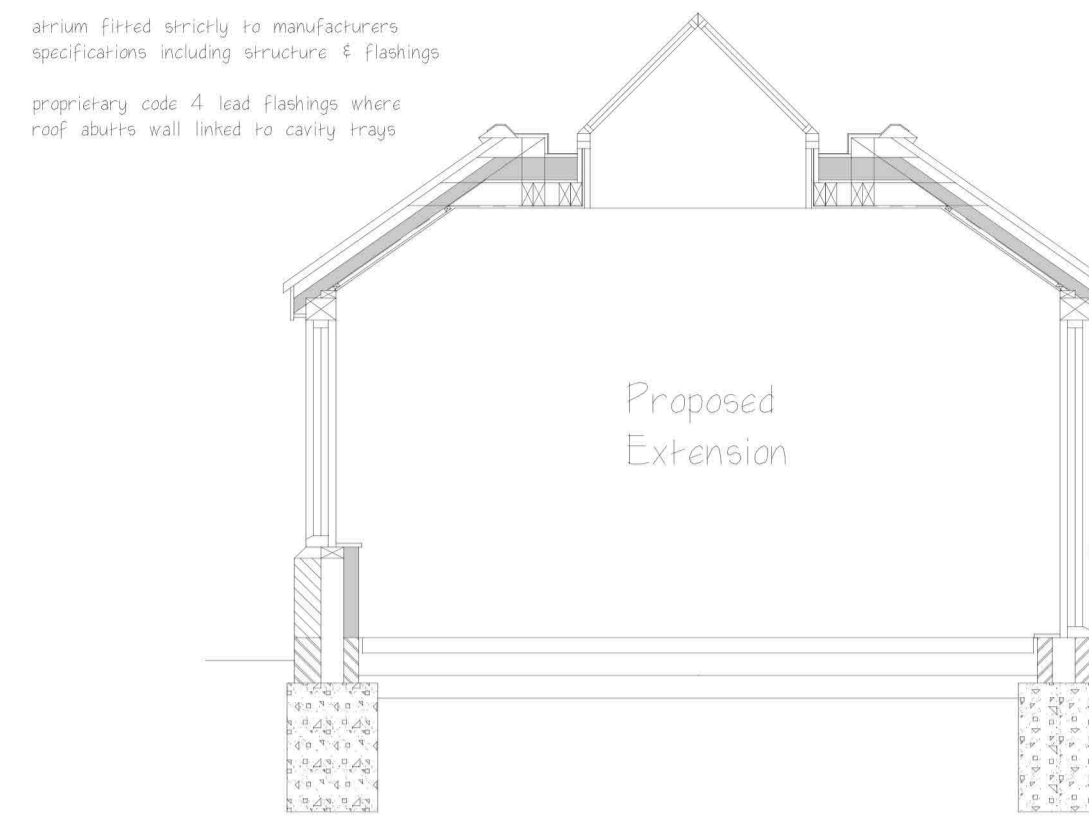 atrium fitted strictly to manufacturers
specifications including structure & flashings
proprietary code 4 lead flashings where
roof abutts wall linked to cavity trays
Proposed
Extension